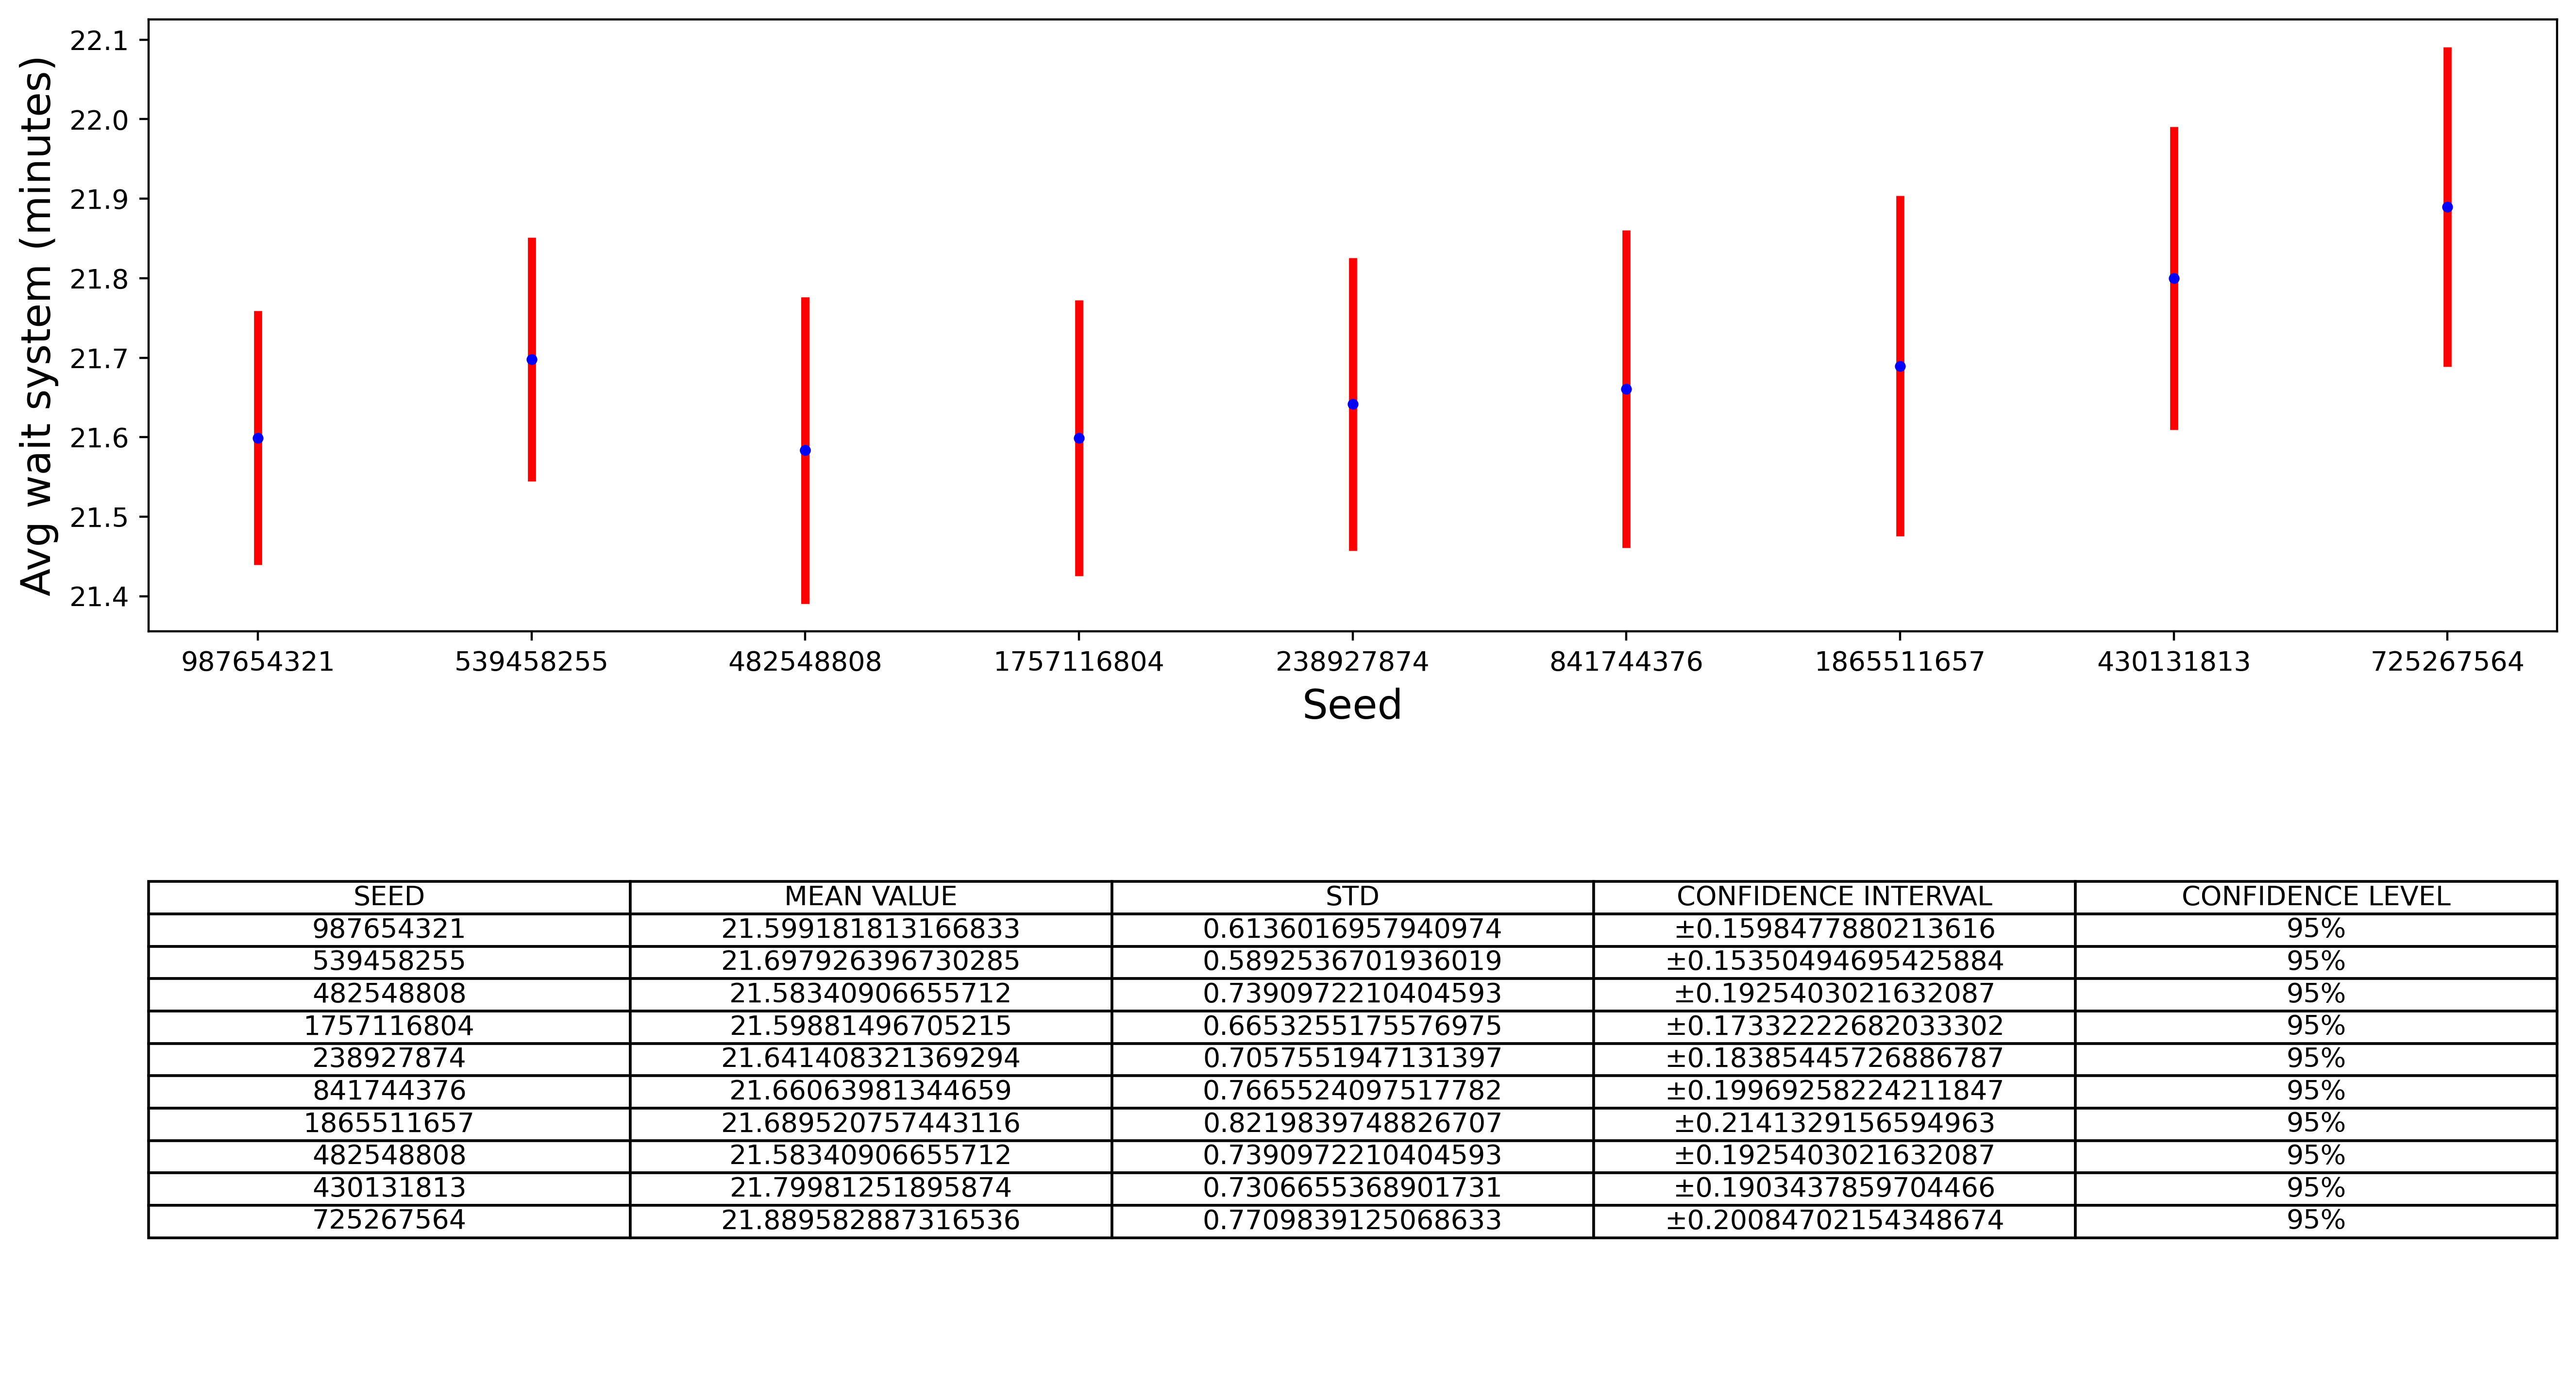 22.1
22.0
21.9
21.8
21.7
21.6
21.5
21.4
Avg wait system (minutes)
987654321 539458255 482548808 1757116804 238927874 841744376 1865511657 430131813 725267564
Seed
SEED MEAN VALUE STD CONFIDENCE INTERVAL CONFIDENCE LEVEL
987654321 21.599181813166833 0.6136016957940974 ±0.1598477880213616 95%
539458255 21.697926396730285 0.5892536701936019 ±0.15350494695425884 95%
482548808 21.58340906655712 0.7390972210404593 ±0.1925403021632087 95%
1757116804 21.59881496705215 0.6653255175576975 ±0.17332222682033302 95%
238927874 21.641408321369294 0.7057551947131397 ±0.18385445726886787 95%
841744376 21.66063981344659 0.7665524097517782 ±0.19969258224211847 95%
1865511657 21.689520757443116 0.8219839748826707 ±0.2141329156594963 95%
482548808 21.58340906655712 0.7390972210404593 ±0.1925403021632087 95%
430131813 21.79981251895874 0.7306655368901731 ±0.1903437859704466 95%
725267564 21.889582887316536 0.7709839125068633 ±0.20084702154348674 95%